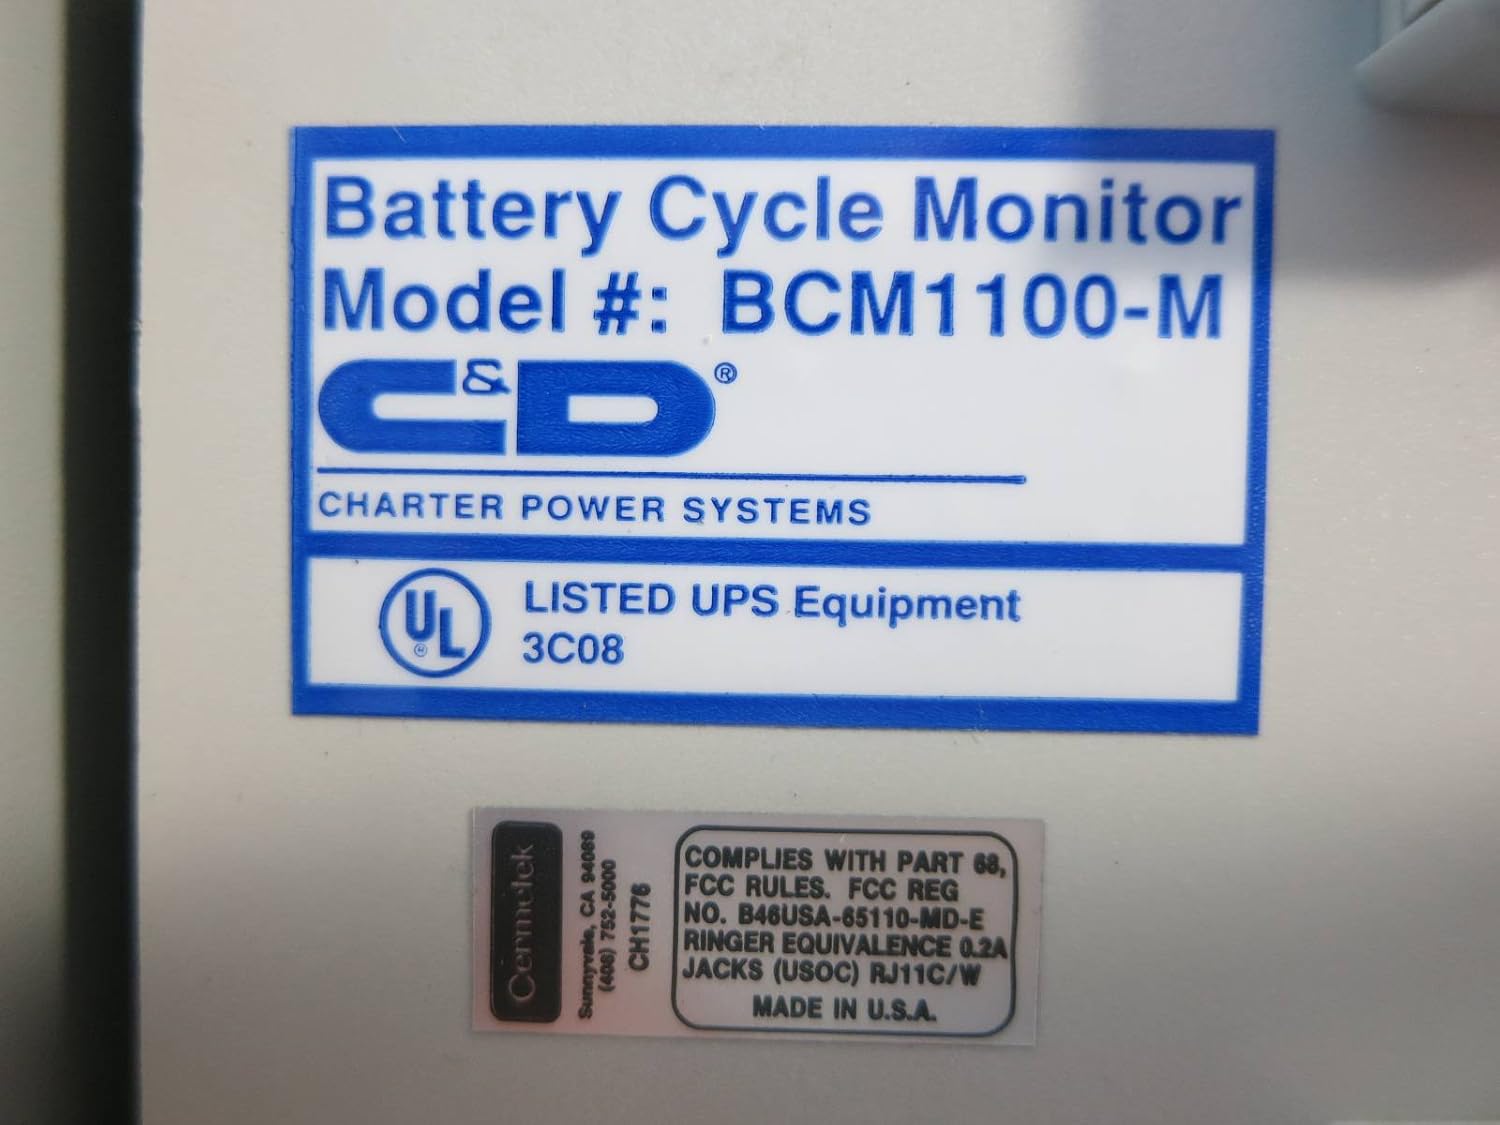 Battery Cycle Monitor
Model #: BCM1100-M
C&D®
CHARTER POWER SYSTEMS
UL® LISTED UPS Equipment
3C08
Cermetek
Sunnyvale, CA 94089
(408) 752-5000
CH1776
COMPLIES WITH PART 68,
FCC RULES. FCC REG
NO. B46USA-65110-MD-E
RINGER EQUIVALENCE 0.2A
JACKS (USOC) RJ11C/W
MADE IN U.S.A.